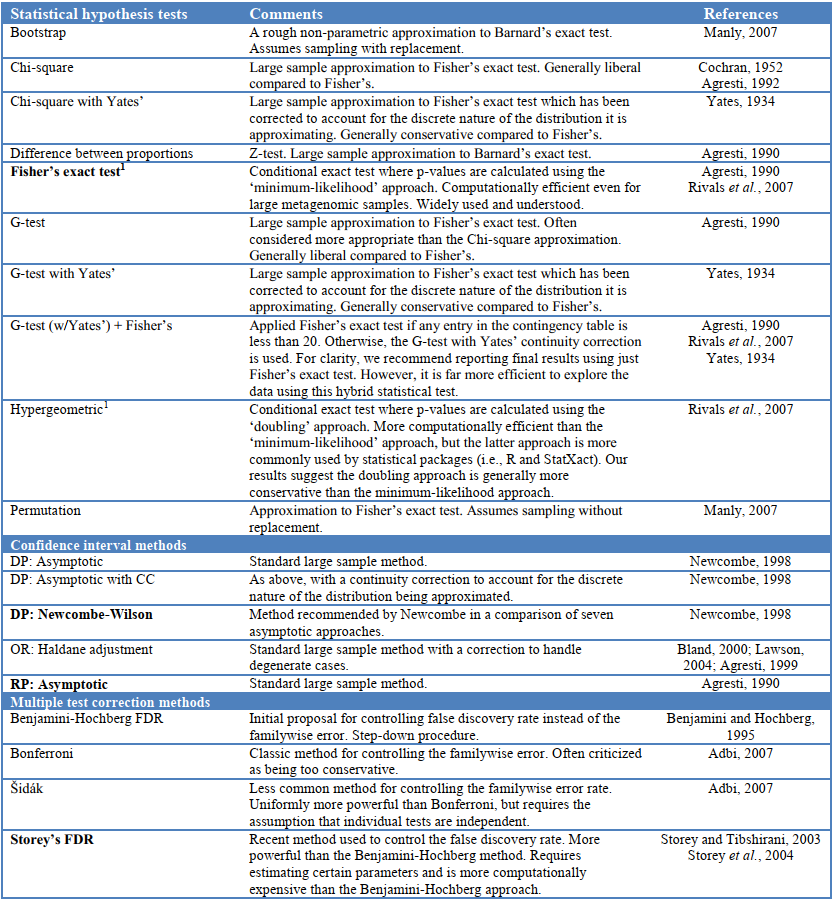 Statistical hypothesis tests Comments References
Bootstrap A rough non-parametric approximation to Barnard's exact test. Manly, 2007
Assumes sampling with replacement.
Chi-square Large sample approximation to Fisher's exact test. Generally liberal Cochran, 1952
compared to Fisher's. Agresti, 1992
Chi-square with Yates' Large sample approximation to Fisher's exact test which has been Yates, 1934
corrected to account for the discrete nature of the distribution it is
approximating. Generally conservative compared to Fisher's.
Difference between proportions Z-test. Large sample approximation to Barnard's exact test. Agresti, 1990
Fisher's exact test1 Conditional exact test where p-values are calculated using the Agresti, 1990
'minimum-likelihood' approach. Computationally efficient even for Rivals et al., 2007
large metagenomic samples. Widely used and understood.
G-test Large sample approximation to Fisher's exact test. Often Agresti, 1990
considered more appropriate than the Chi-square approximation.
Generally liberal compared to Fisher's.
G-test with Yates' Large sample approximation to Fisher's exact test which has been Yates, 1934
corrected to account for the discrete nature of the distribution it is
approximating. Generally conservative compared to Fisher's.
G-test (w/Yates') + Fisher's Applied Fisher's exact test if any entry in the contingency table is Agresti, 1990
less than 20. Otherwise, the G-test with Yates' continuity correction Rivals et al., 2007
is used. For clarity, we recommend reporting final results using just Yates, 1934
Fisher's exact test. However, it is far more efficient to explore the
data using this hybrid statistical test.
Hypergeometric1 Conditional exact test where p-values are calculated using the Rivals et al., 2007
'doubling' approach. More computationally efficient than the
'minimum-likelihood' approach, but the latter approach is more
commonly used by statistical packages (i.e., R and StatXact). Our
results suggest the doubling approach is generally more
conservative than the minimum-likelihood approach.
Permutation Approximation to Fisher's exact test. Assumes sampling without Manly, 2007
replacement.
Confidence interval methods
DP: Asymptotic Standard large sample method. Newcombe, 1998
DP: Asymptotic with CC As above, with a continuity correction to account for the discrete Newcombe, 1998
nature of the distribution being approximated.
DP: Newcombe-Wilson Method recommended by Newcombe in a comparison of seven Newcombe, 1998
asymptotic approaches.
OR: Haldane adjustment Standard large sample method with a correction to handle Bland, 2000; Lawson,
degenerate cases. 2004; Agresti, 1999
RP: Asymptotic Standard large sample method. Agresti, 1990
Multiple test correction methods
Benjamini-Hochberg FDR Initial proposal for controlling false discovery rate instead of the Benjamini and Hochberg,
familywise error. Step-down procedure. 1995
Bonferroni Classic method for controlling the familywise error. Often criticized Adbi, 2007
as being too conservative.
Šidák Less common method for controlling the familywise error rate. Adbi, 2007
Uniformly more powerful than Bonferroni, but requires the
assumption that individual tests are independent.
Storey's FDR Recent method used to control the false discovery rate. More Storey and Tibshirani, 2003
powerful than the Benjamini-Hochberg method. Requires Storey et al., 2004
estimating certain parameters and is more computationally
expensive than the Benjamini-Hochberg approach.